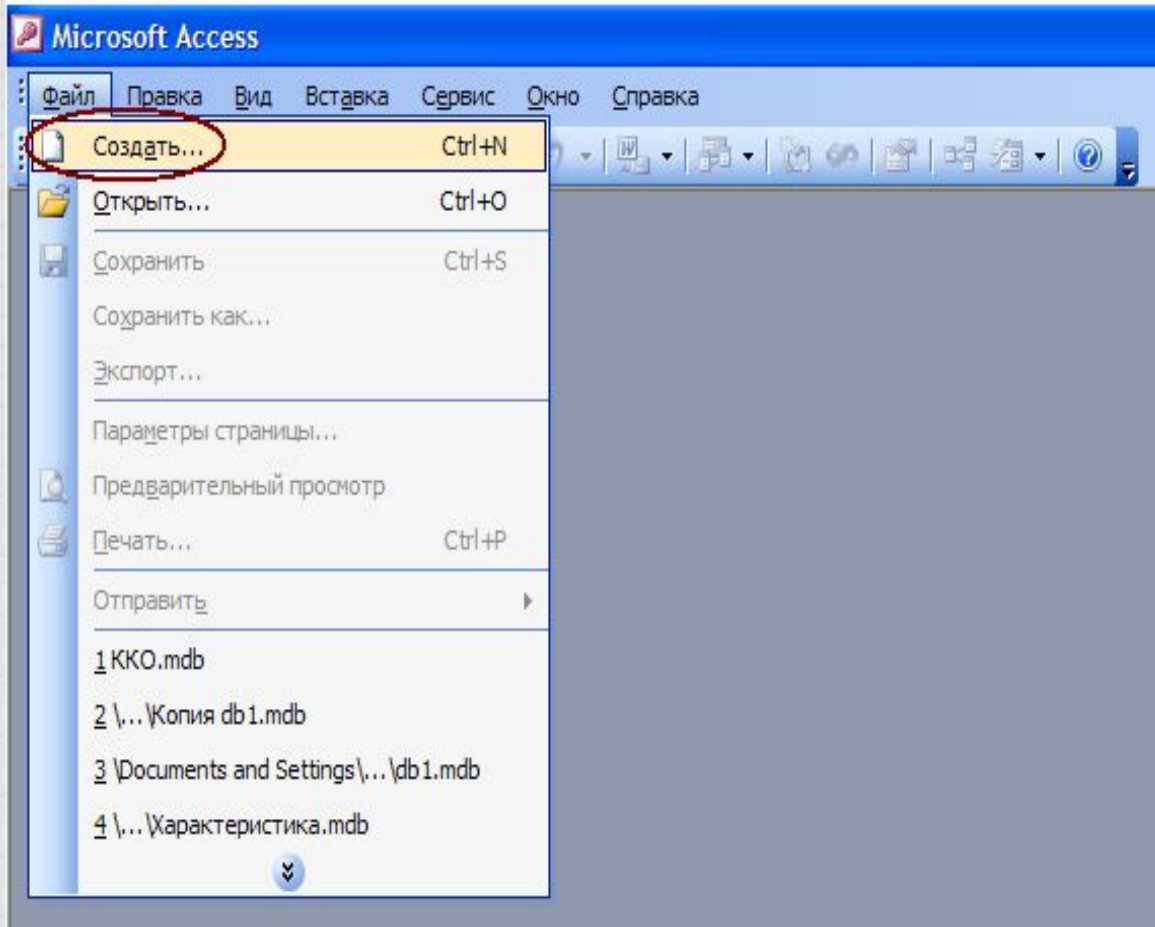 Microsoft Access
Файл Правка Вид Вставка Сервис Окно Справка
Создать... Ctrl+N
Открыть... Ctrl+O
Сохранить Ctrl+S
Сохранить как...
Экспорт...
Параметры страницы...
Предварительный просмотр
Печать... Ctrl+P
Отправить
1 KKO.mdb
2 \...\Копия db1.mdb
3 \Documents and Settings\...\db1.mdb
4 \...\Характеристика.mdb